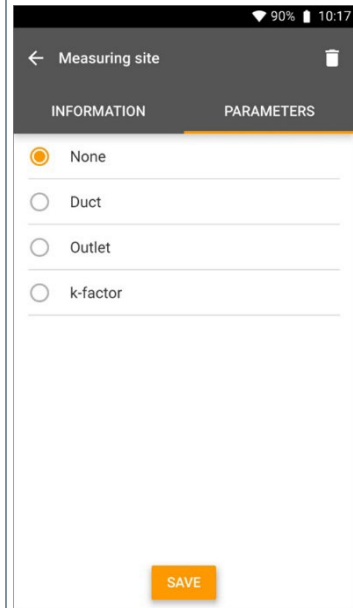 90% 10:17
Measuring site
INFORMATION PARAMETERS
None
Duct
Outlet
k-factor
SAVE